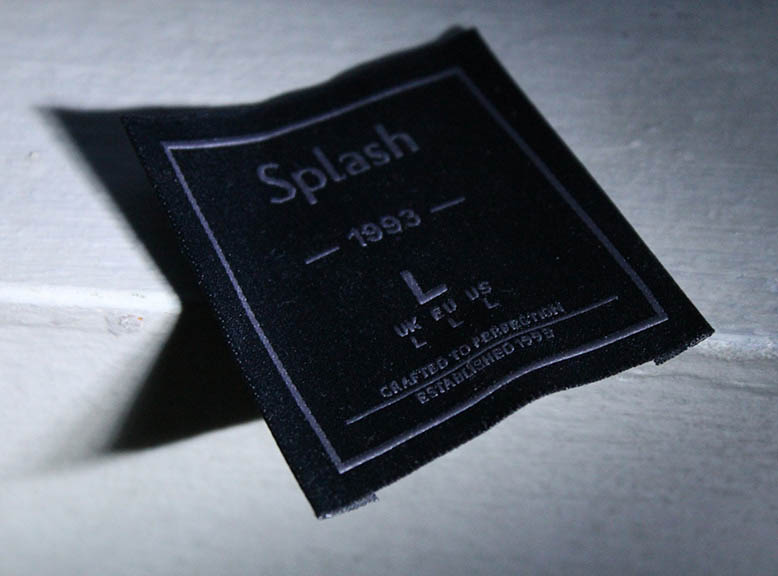 Splash
— 1993 —
L
UK EU US
L L L
CRAFTED TO PERFECTION
ESTABLISHED 1993